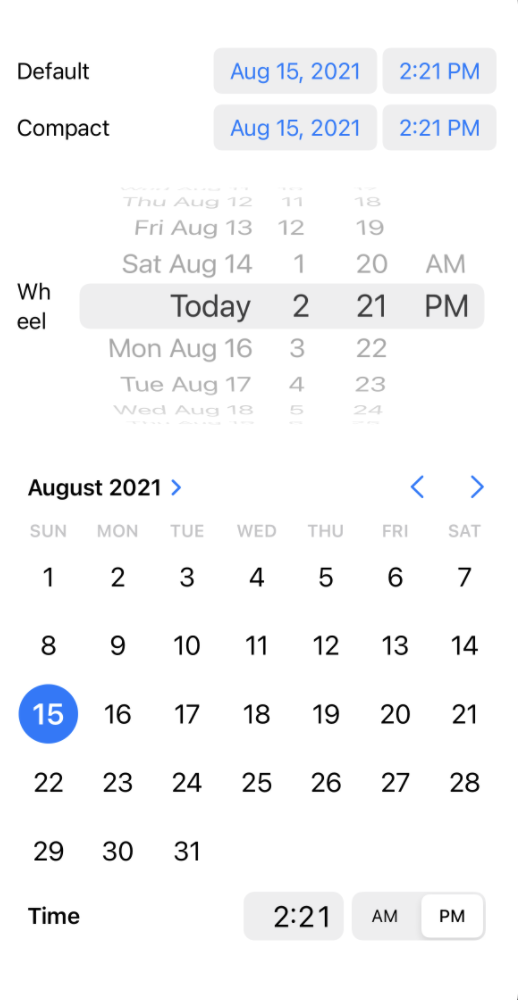 Default Aug 15, 2021 2:21 PM
Compact Aug 15, 2021 2:21 PM
Thu Aug 12 11 18
Fri Aug 13 12 19
Sat Aug 14 1 20 AM
Wh
eel
Today 2 21 PM
Mon Aug 16 3 22
Tue Aug 17 4 23
Wed Aug 18 5 24
August 2021 >
SUN MON TUE WED THU FRI SAT
1 2 3 4 5 6 7
8 9 10 11 12 13 14
15 16 17 18 19 20 21
22 23 24 25 26 27 28
29 30 31
Time 2:21 AM PM